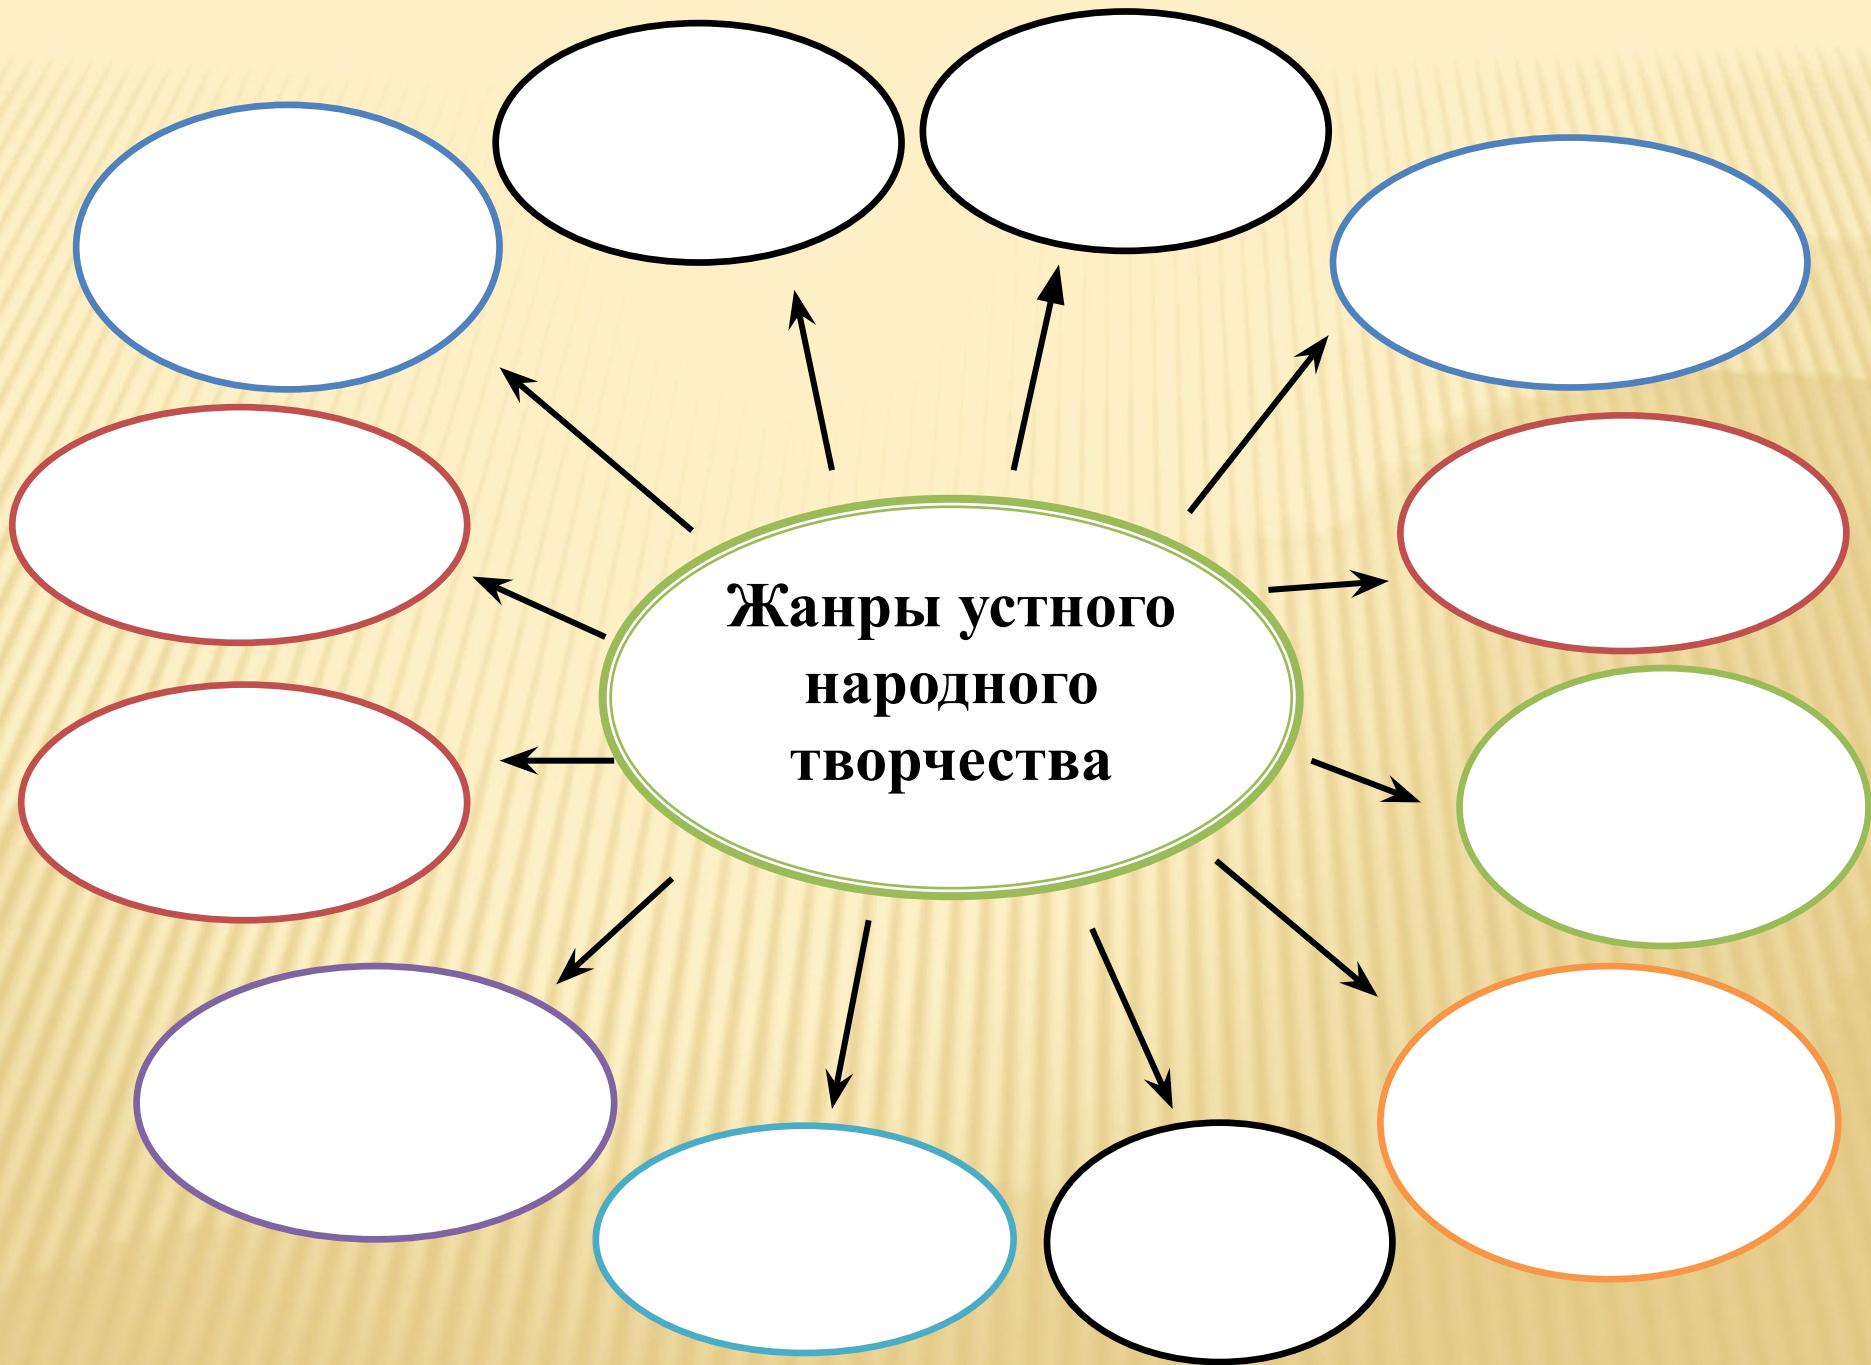 Жанры устного
народного
творчества